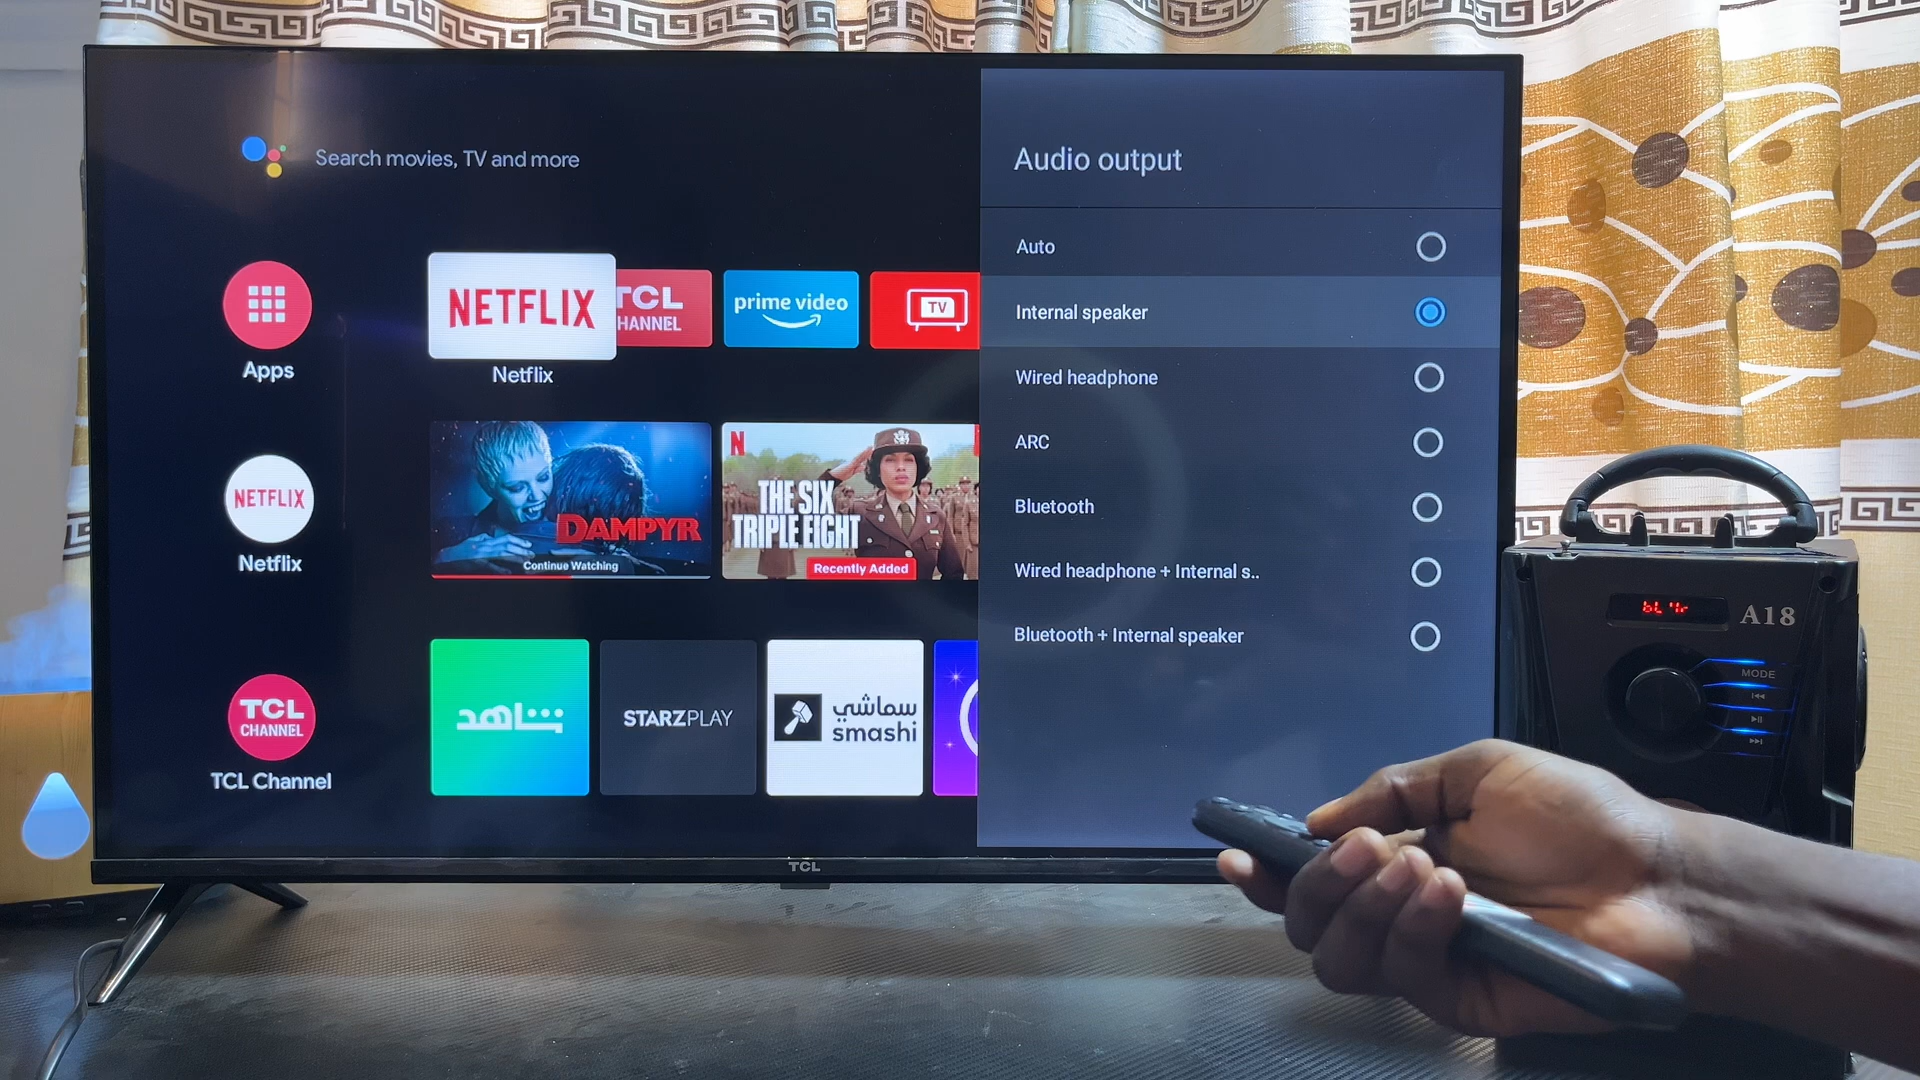 Search movies, TV and more
Audio output
Auto
Internal speaker
Wired headphone
ARC
Bluetooth
Wired headphone + Internal s..
Bluetooth + Internal speaker
Apps
NETFLIX
Netflix
TCL
HANNEL
prime video
TV
NETFLIX
Netflix
DAMPYR
Continue Watching
N
THE SIX
TRIPLE EIGHT
Recently Added
TCL
CHANNEL
TCL Channel
شاهد
STARZPLAY
سماشي
smashi
TCL
A18
MODE